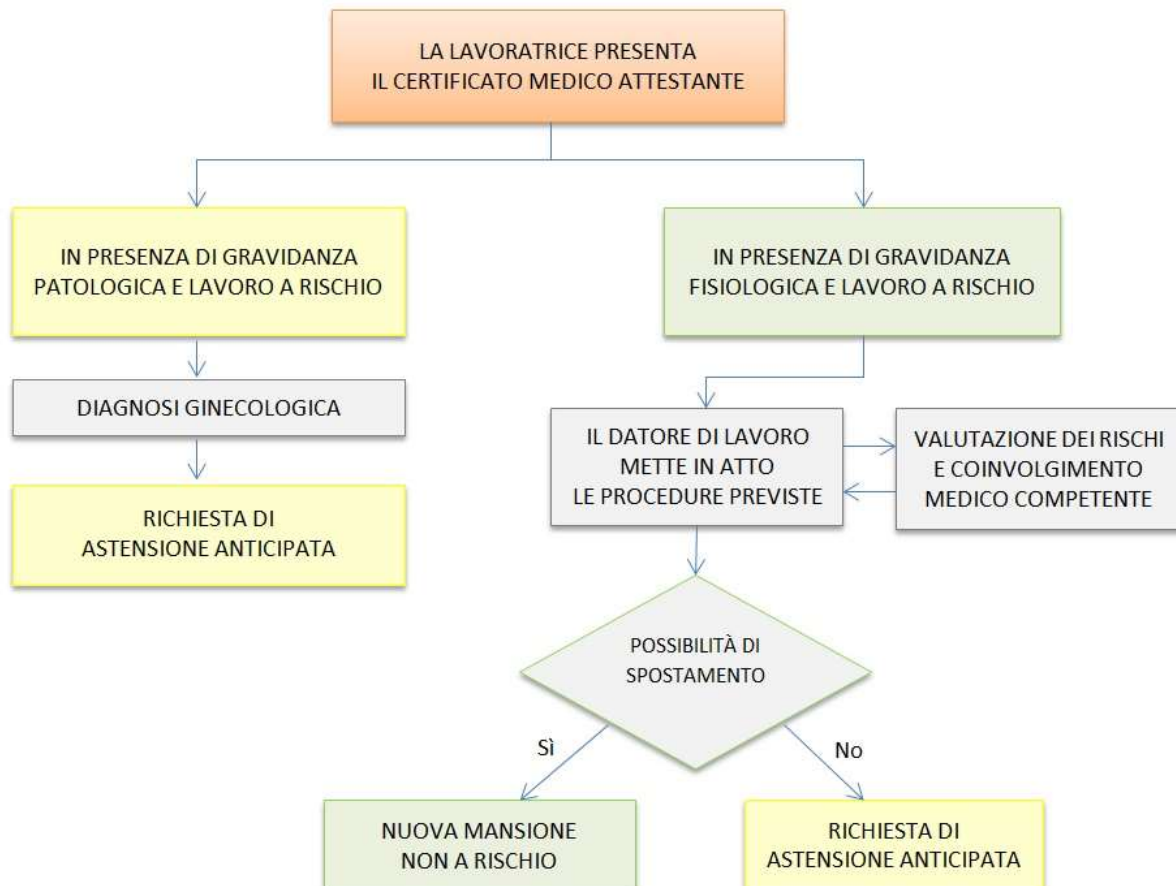 LA LAVORATRICE PRESENTA
IL CERTIFICATO MEDICO ATTESTANTE
IN PRESENZA DI GRAVIDANZA
PATOLOGICA E LAVORO A RISCHIO
IN PRESENZA DI GRAVIDANZA
FISIOLOGICA E LAVORO A RISCHIO
DIAGNOSI GINECOLOGICA
IL DATORE DI LAVORO
METTE IN ATTO
LE PROCEDURE PREVISTE
VALUTAZIONE DEI RISCHI
E COINVOLGIMENTO
MEDICO COMPETENTE
RICHIESTA DI
ASTENSIONE ANTICIPATA
POSSIBILITÀ DI
SPOSTAMENTO
Sì
No
NUOVA MANSIONE
NON A RISCHIO
RICHIESTA DI
ASTENSIONE ANTICIPATA